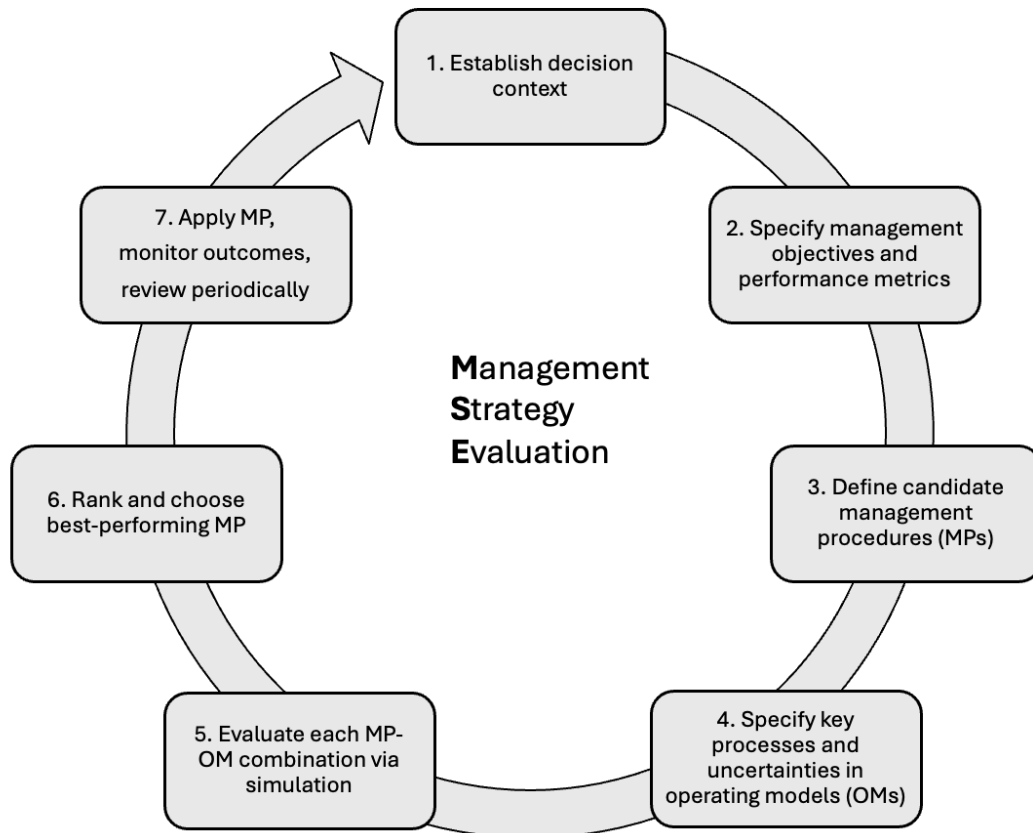 1. Establish decision
context
2. Specify management
objectives and
performance metrics
3. Define candidate
management
procedures (MPs)
4. Specify key
processes and
uncertainties in
operating models (OMs)
5. Evaluate each MP-
OM combination via
simulation
6. Rank and choose
best-performing MP
7. Apply MP,
monitor outcomes,
review periodically
Management
Strategy
Evaluation